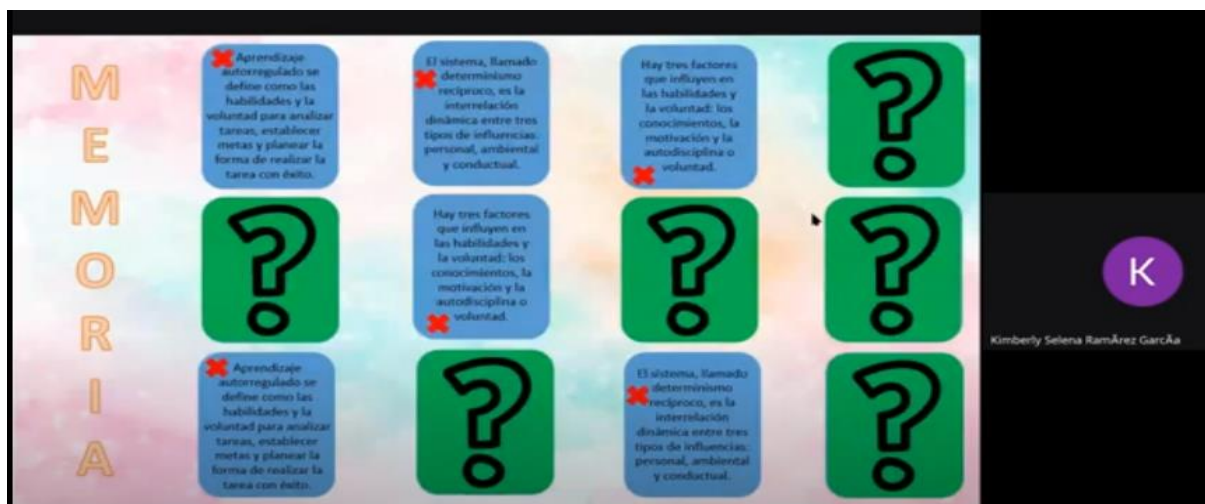 MEMORIA
Aprendizaje
autorregulado se
define como las
habilidades y la
voluntad para analizar
tareas, establecer
metas y planear la
forma de realizar la
tarea con éxito.
El sistema, llamado
determinismo
recíproco, es la
interrelación
dinámica entre tres
tipos de influencias:
personal, ambiental
y conductual.
Hay tres factores
que influyen en
las habilidades y
la voluntad: los
conocimientos, la
motivación y la
autodisciplina o
voluntad.
?
?
Hay tres factores
que influyen en
las habilidades y
la voluntad: los
conocimientos, la
motivación y la
autodisciplina o
voluntad.
?
?
Aprendizaje
autorregulado se
define como las
habilidades y la
voluntad para analizar
tareas, establecer
metas y planear la
forma de realizar la
tarea con éxito.
?
El sistema, llamado
determinismo
recíproco, es la
interrelación
dinámica entre tres
tipos de influencias:
personal, ambiental
y conductual.
?
K
Kimberly Selena RamÃrez GarcÃa